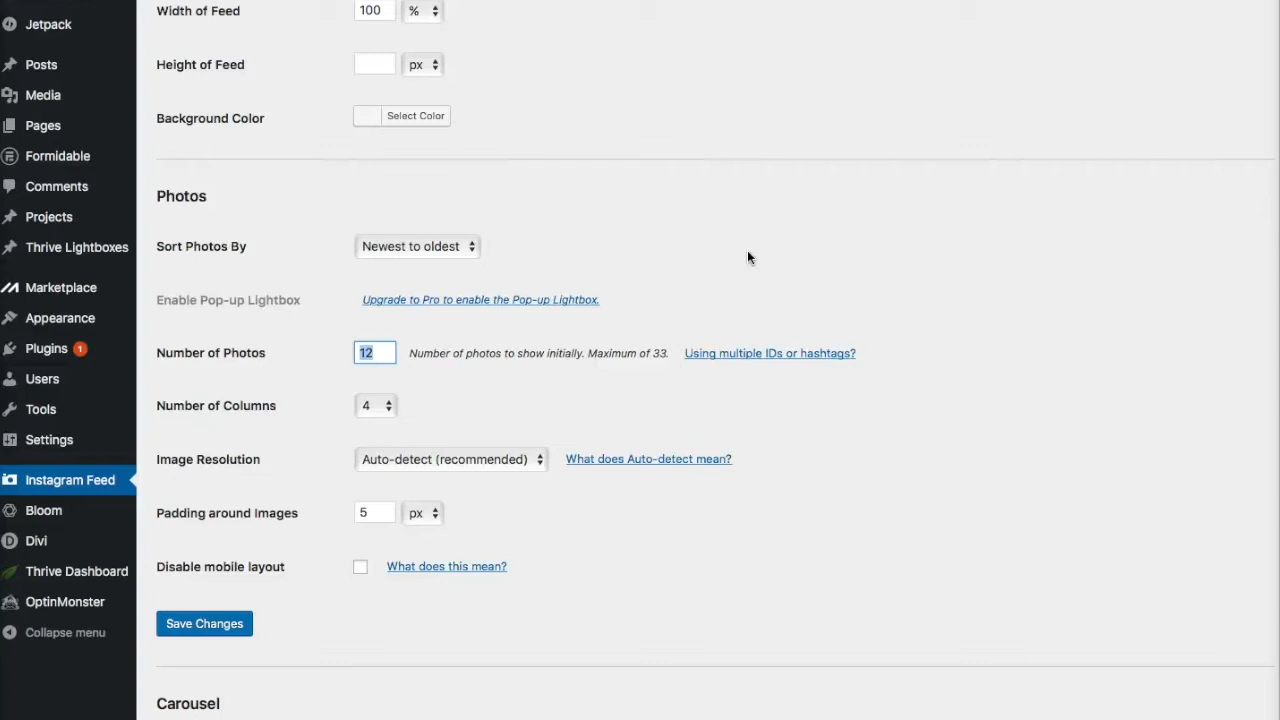 Jetpack
Posts
Media
Pages
Formidable
Comments
Projects
Thrive Lightboxes
Marketplace
Appearance
Plugins 1
Users
Tools
Settings
Instagram Feed
Bloom
Divi
Thrive Dashboard
OptinMonster
Collapse menu
Width of Feed 100 %
Height of Feed px
Background Color Select Color
Photos
Sort Photos By Newest to oldest
Enable Pop-up Lightbox Upgrade to Pro to enable the Pop-up Lightbox.
Number of Photos 12 Number of photos to show initially. Maximum of 33. Using multiple IDs or hashtags?
Number of Columns 4
Image Resolution Auto-detect (recommended) What does Auto-detect mean?
Padding around Images 5 px
Disable mobile layout What does this mean?
Save Changes
Carousel